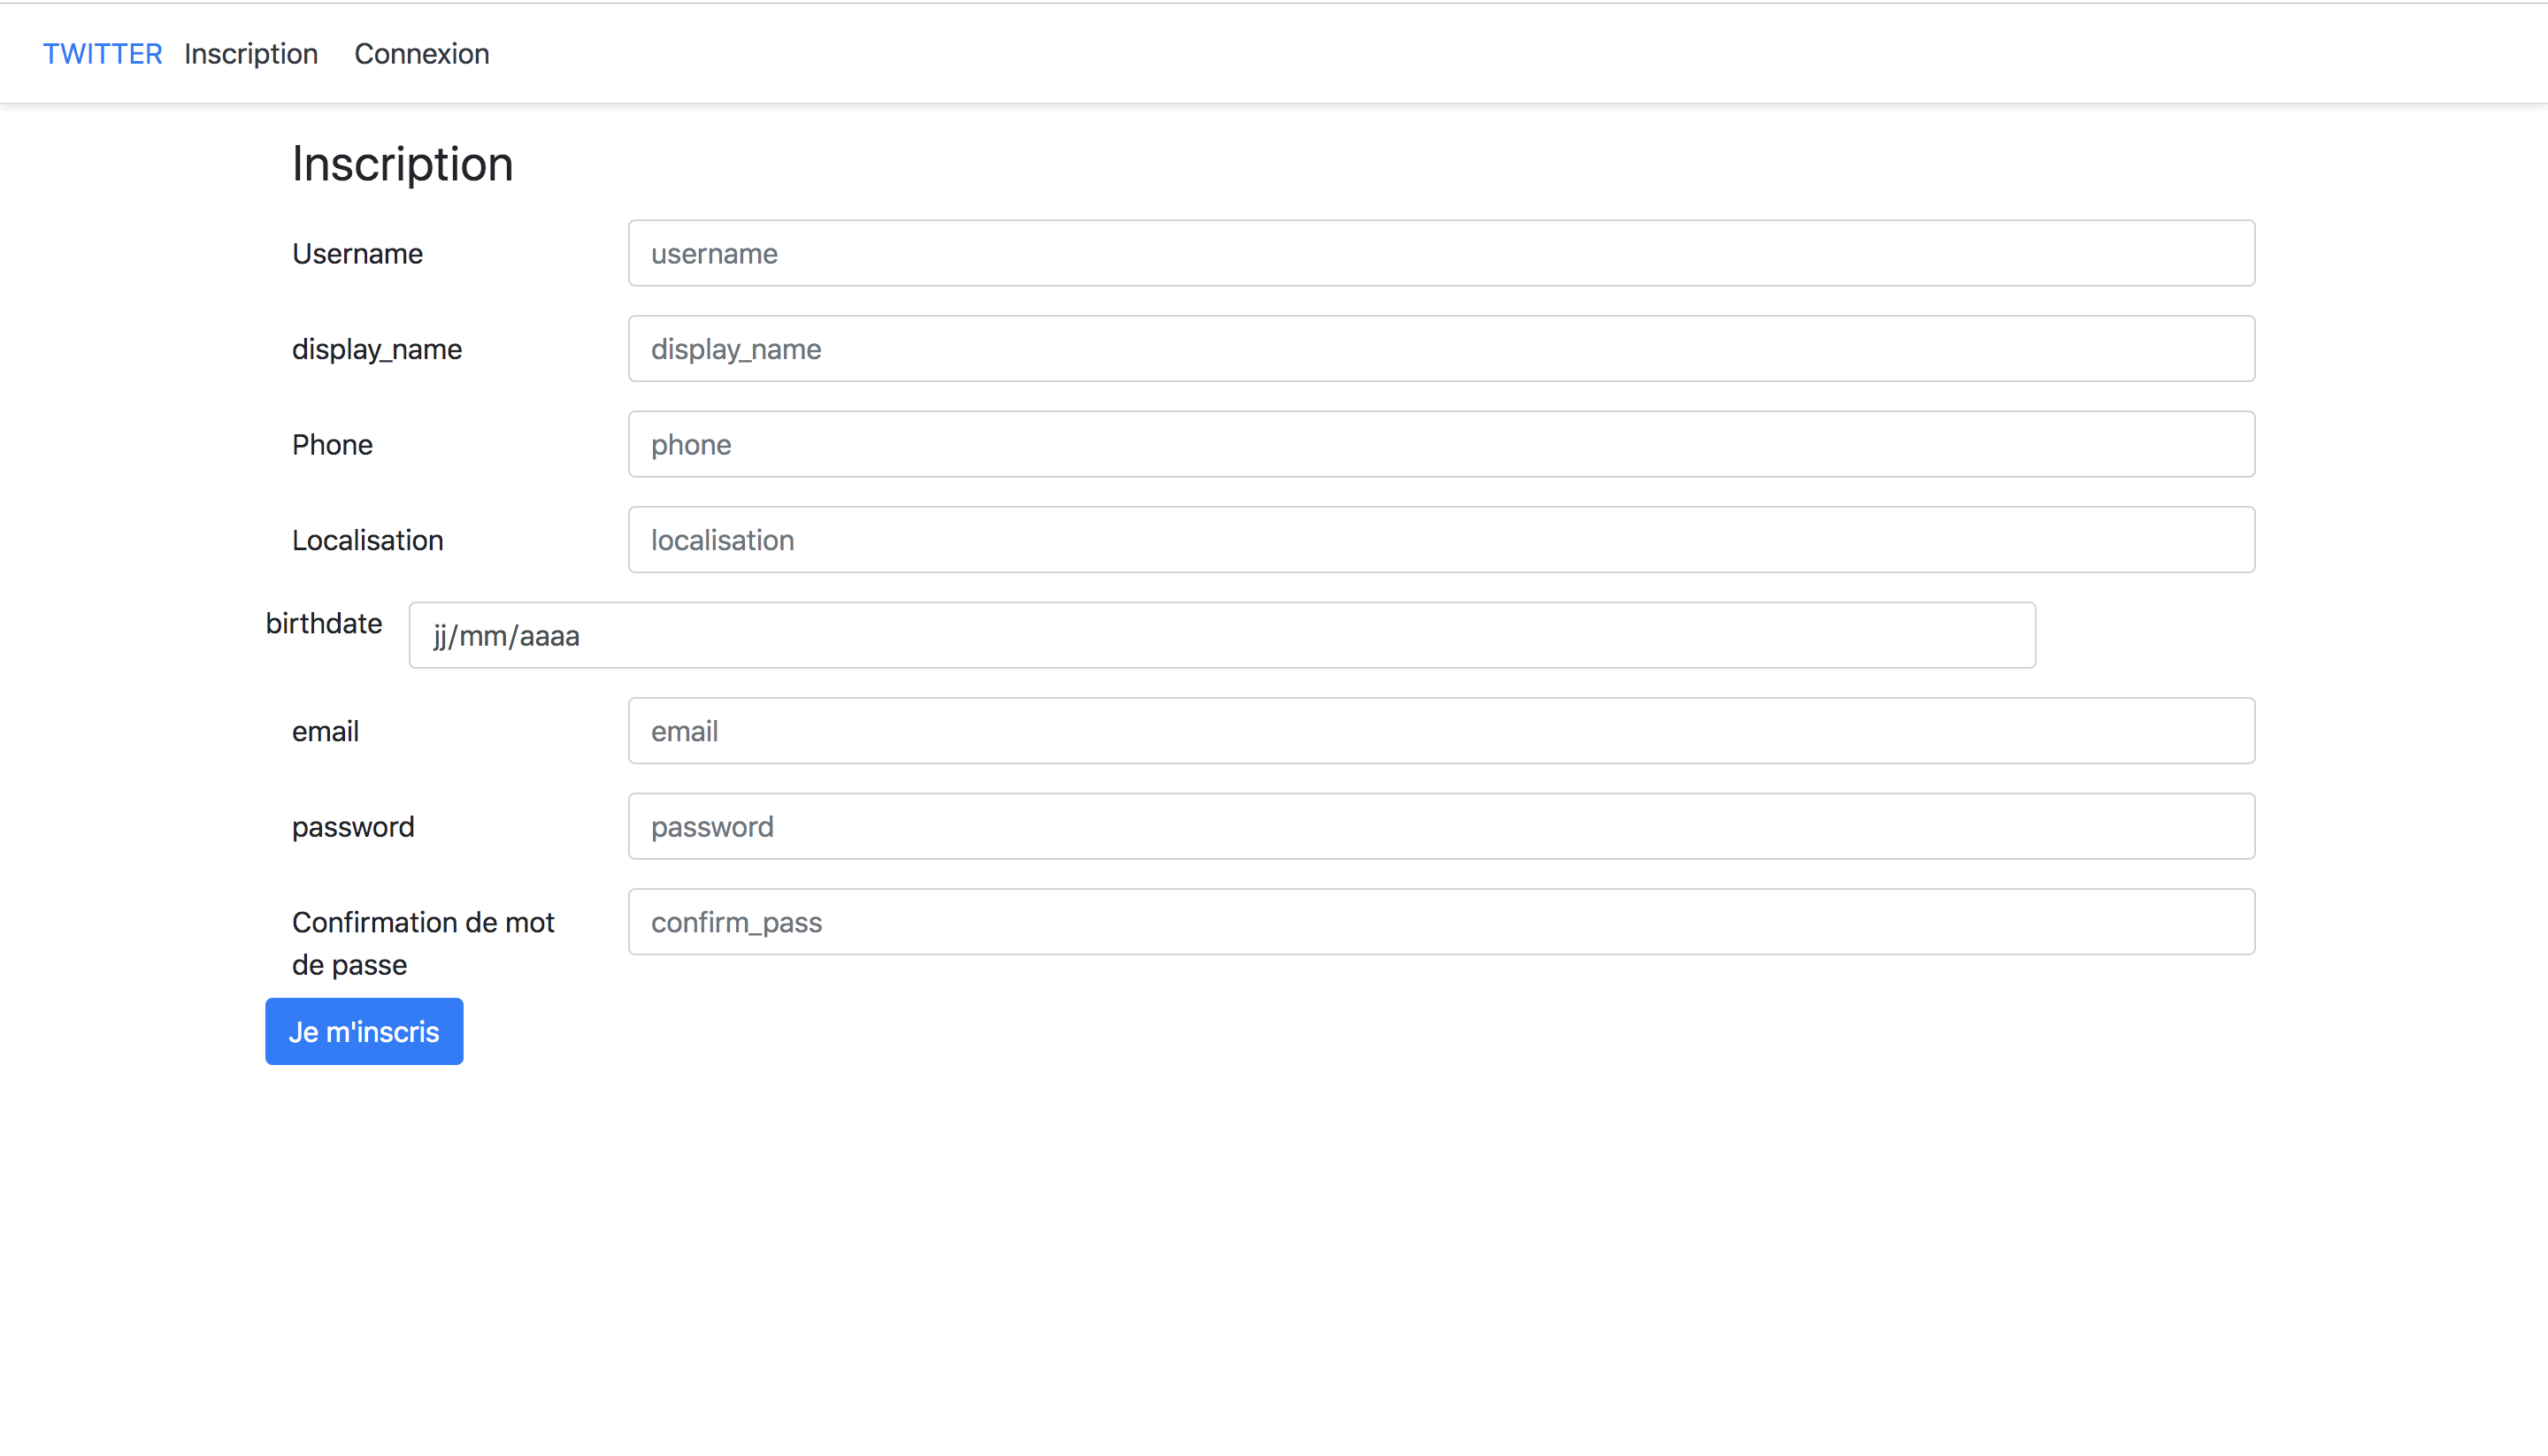 TWITTER Inscription Connexion
Inscription
Username username
display_name display_name
Phone phone
Localisation localisation
birthdate jj/mm/aaaa
email email
password password
Confirmation de mot confirm_pass
de passe
Je m'inscris